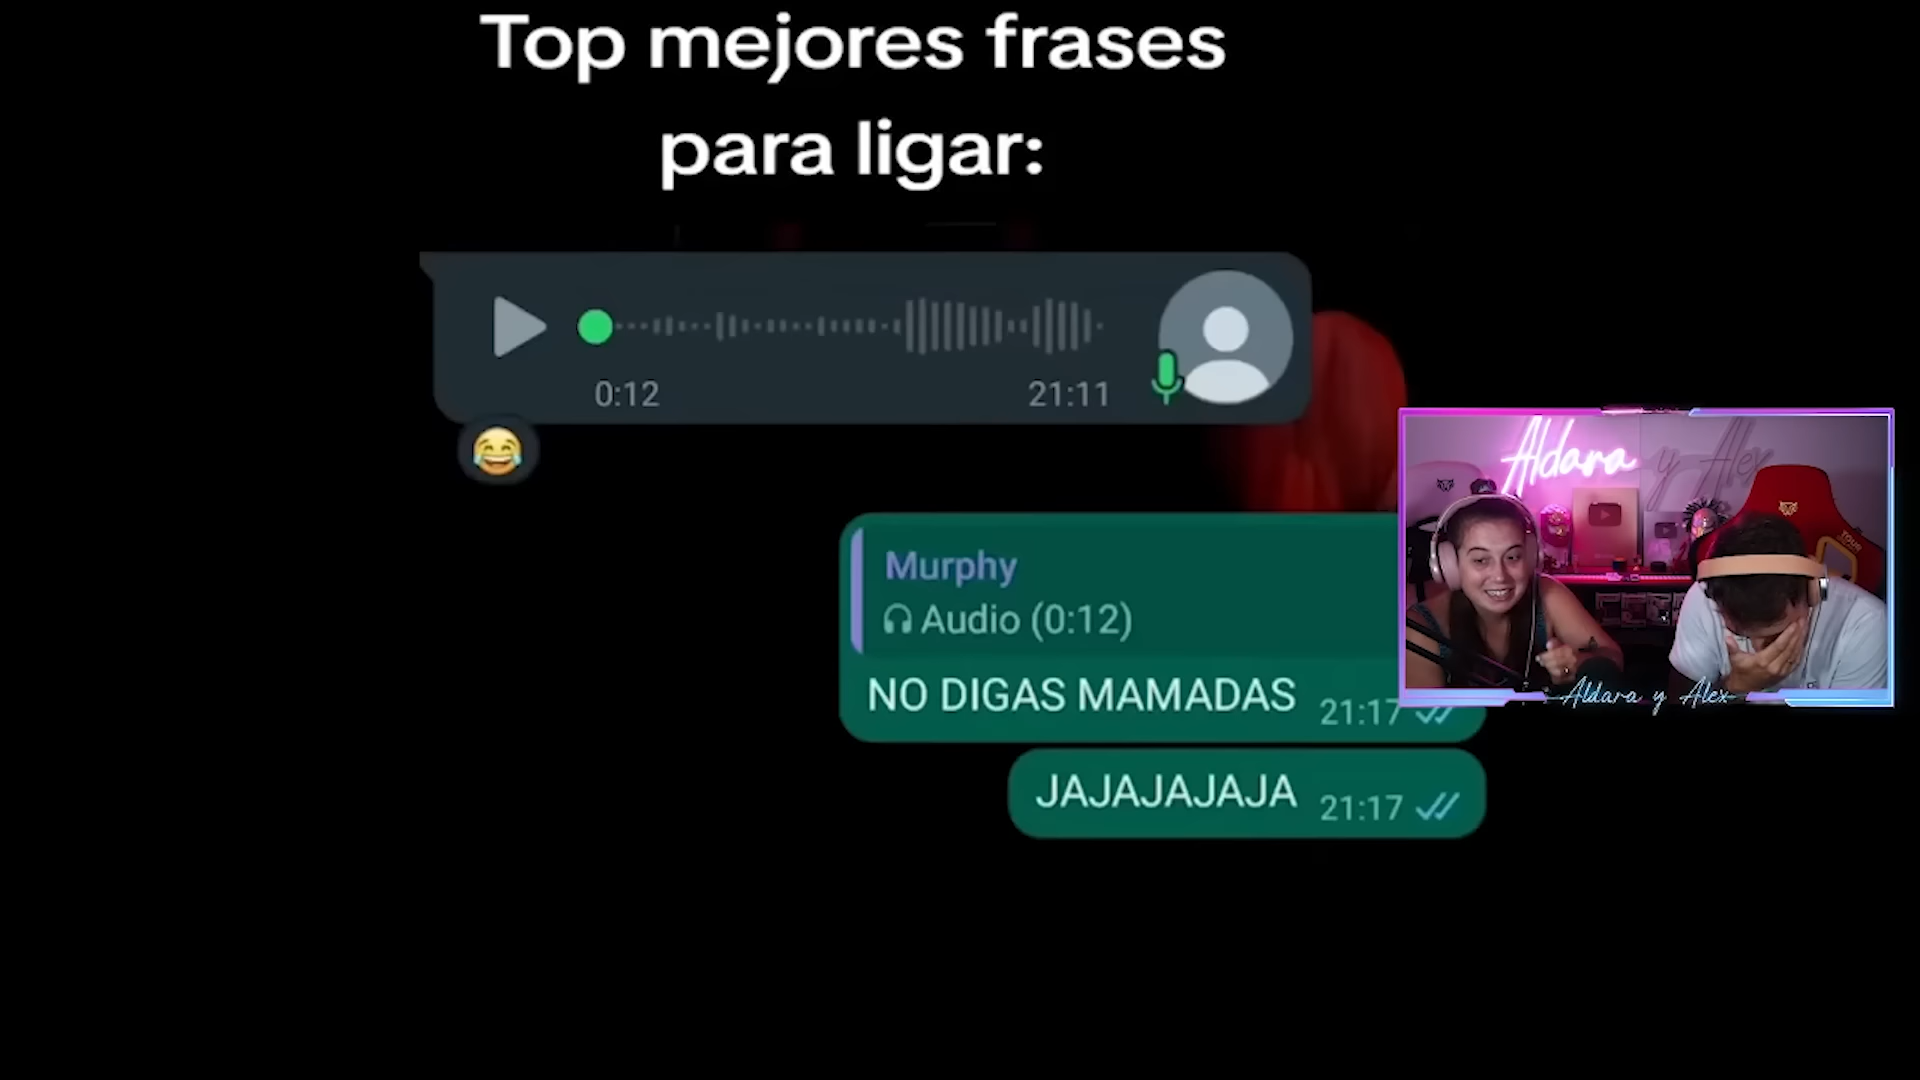 Top mejores frases
para ligar:
0:12
21:11
Murphy
Audio (0:12)
NO DIGAS MAMADAS 21:17
JAJAJAJAJA 21:17
Aldara y Alex
Aldara y Alex